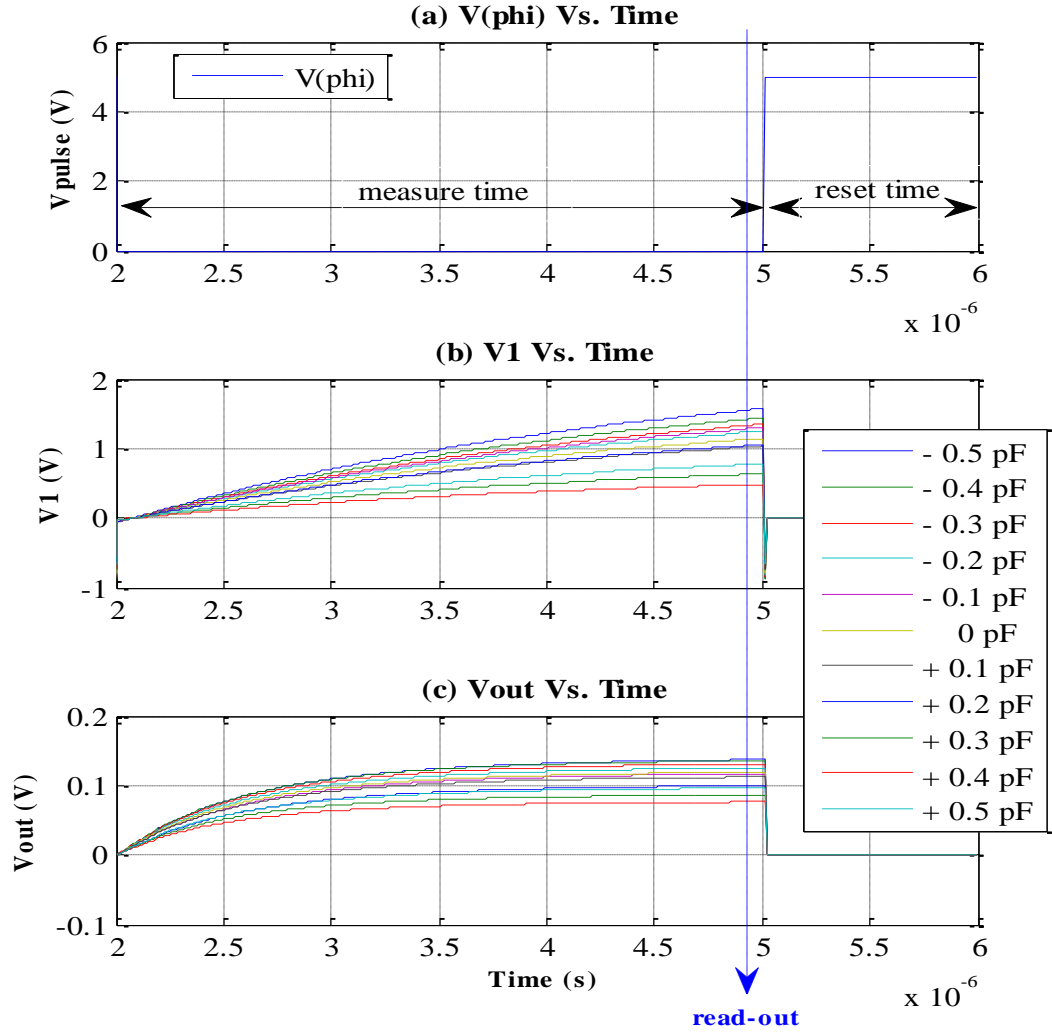 (a) V(phi) Vs. Time
6
4
2
0
Vpulse (V)
V(phi)
measure time
reset time
2
2.5
3
3.5
4
4.5
5
5.5
6
x 10^-6
(b) V1 Vs. Time
2
1
0
-1
V1 (V)
2
2.5
3
3.5
4
4.5
5
- 0.5 pF
- 0.4 pF
- 0.3 pF
- 0.2 pF
- 0.1 pF
0 pF
+ 0.1 pF
+ 0.2 pF
+ 0.3 pF
+ 0.4 pF
+ 0.5 pF
(c) Vout Vs. Time
0.2
0.1
0
-0.1
Vout (V)
2
2.5
3
3.5
4
4.5
5
5.5
6
Time (s)
x 10^-6
read-out